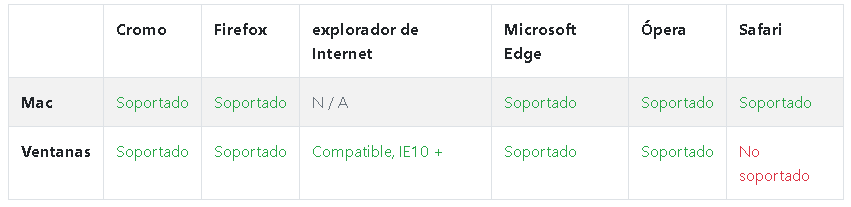 Cromo Firefox explorador de Internet Microsoft Edge Ópera Safari
Mac Soportado Soportado N / A Soportado Soportado Soportado
Ventanas Soportado Soportado Compatible, IE10 + Soportado Soportado No soportado